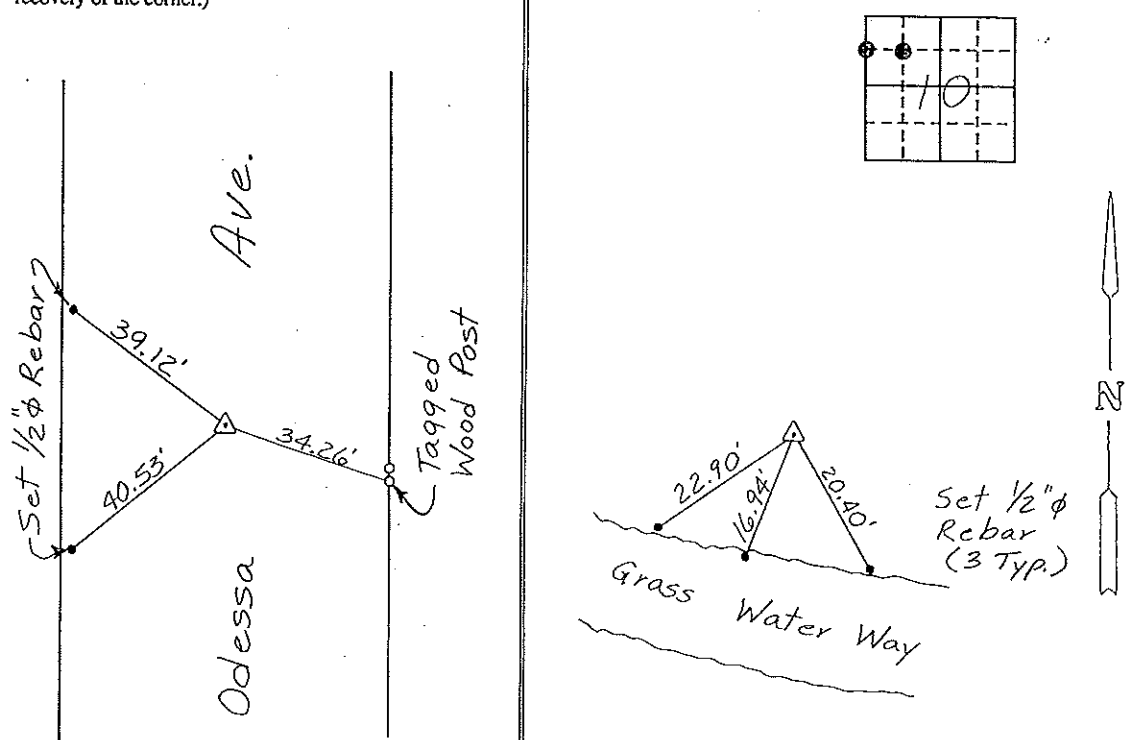 recovery of the corner.)
10
Ave.
Set 1/2"φ Rebar
39.12'
40.53'
34.26'
Tagged
Wood Post
Odessa
N
22.90'
16.94'
20.40'
Set 1/2"φ
Rebar
(3 Typ.)
Grass Water Way